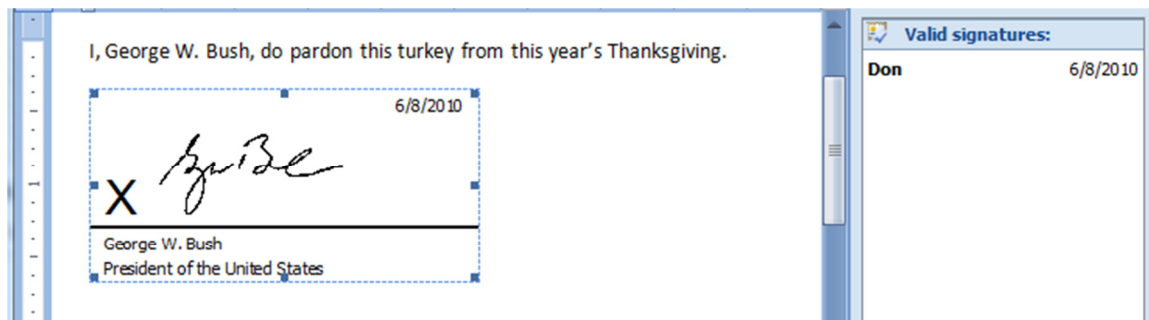 I, George W. Bush, do pardon this turkey from this year's Thanksgiving.
6/8/2010
X
George W. Bush
President of the United States
Valid signatures:
Don 6/8/2010